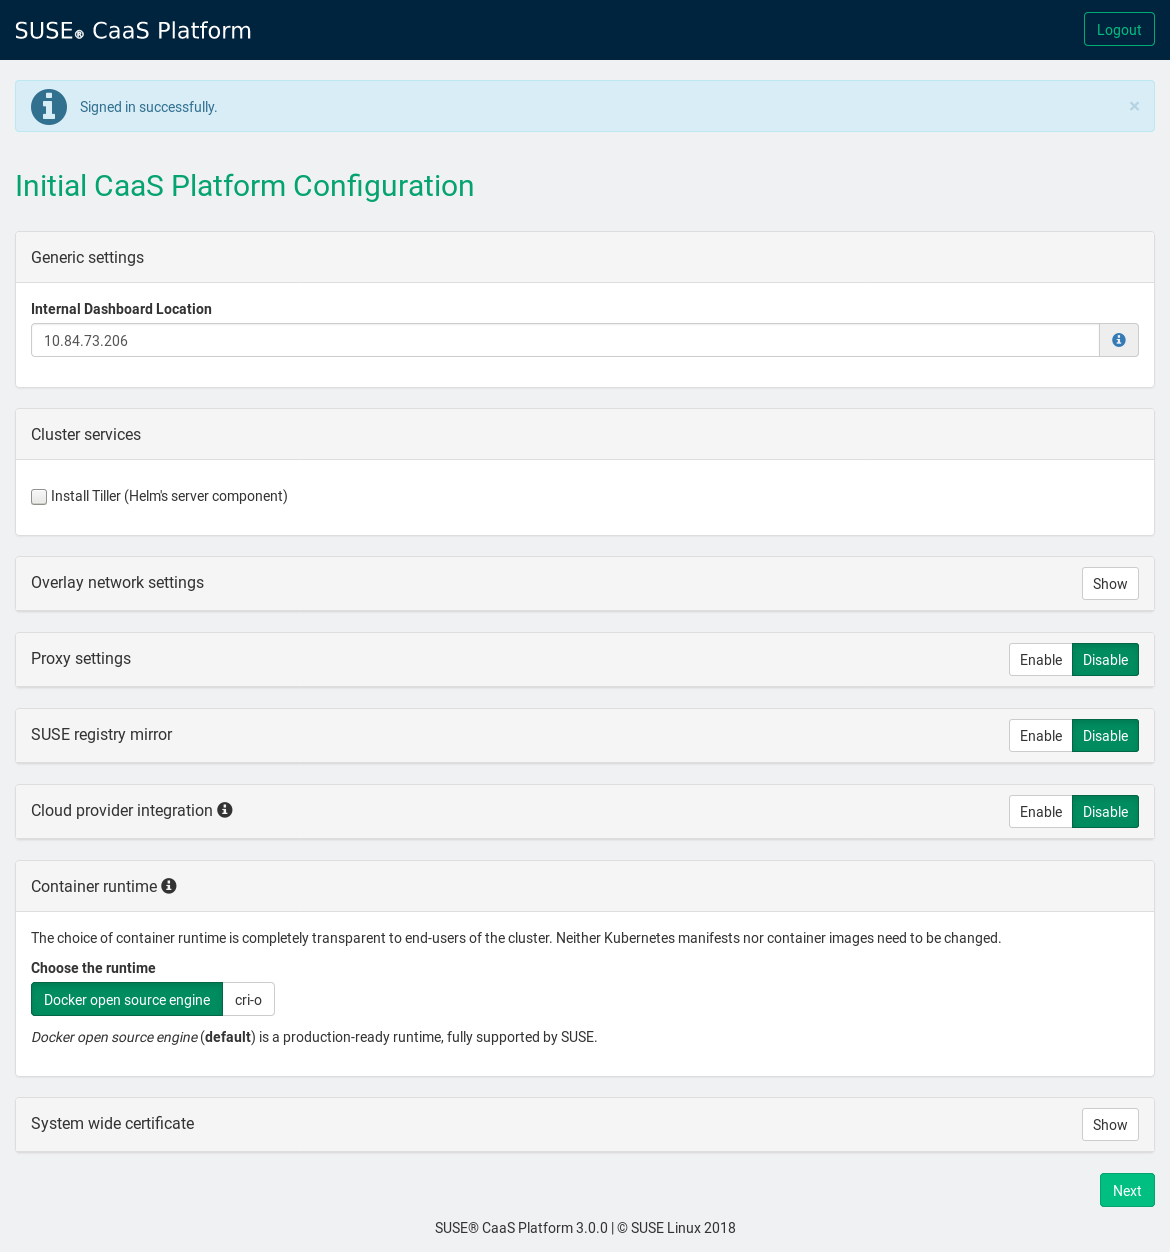 SUSE® CaaS Platform
Logout
Signed in successfully.
×
Initial CaaS Platform Configuration
Generic settings
Internal Dashboard Location
10.84.73.206
Cluster services
Install Tiller (Helm's server component)
Overlay network settings
Show
Proxy settings
Enable Disable
SUSE registry mirror
Enable Disable
Cloud provider integration
Enable Disable
Container runtime
The choice of container runtime is completely transparent to end-users of the cluster. Neither Kubernetes manifests nor container images need to be changed.
Choose the runtime
Docker open source engine cri-o
Docker open source engine (default) is a production-ready runtime, fully supported by SUSE.
System wide certificate
Show
Next
SUSE® CaaS Platform 3.0.0 | © SUSE Linux 2018